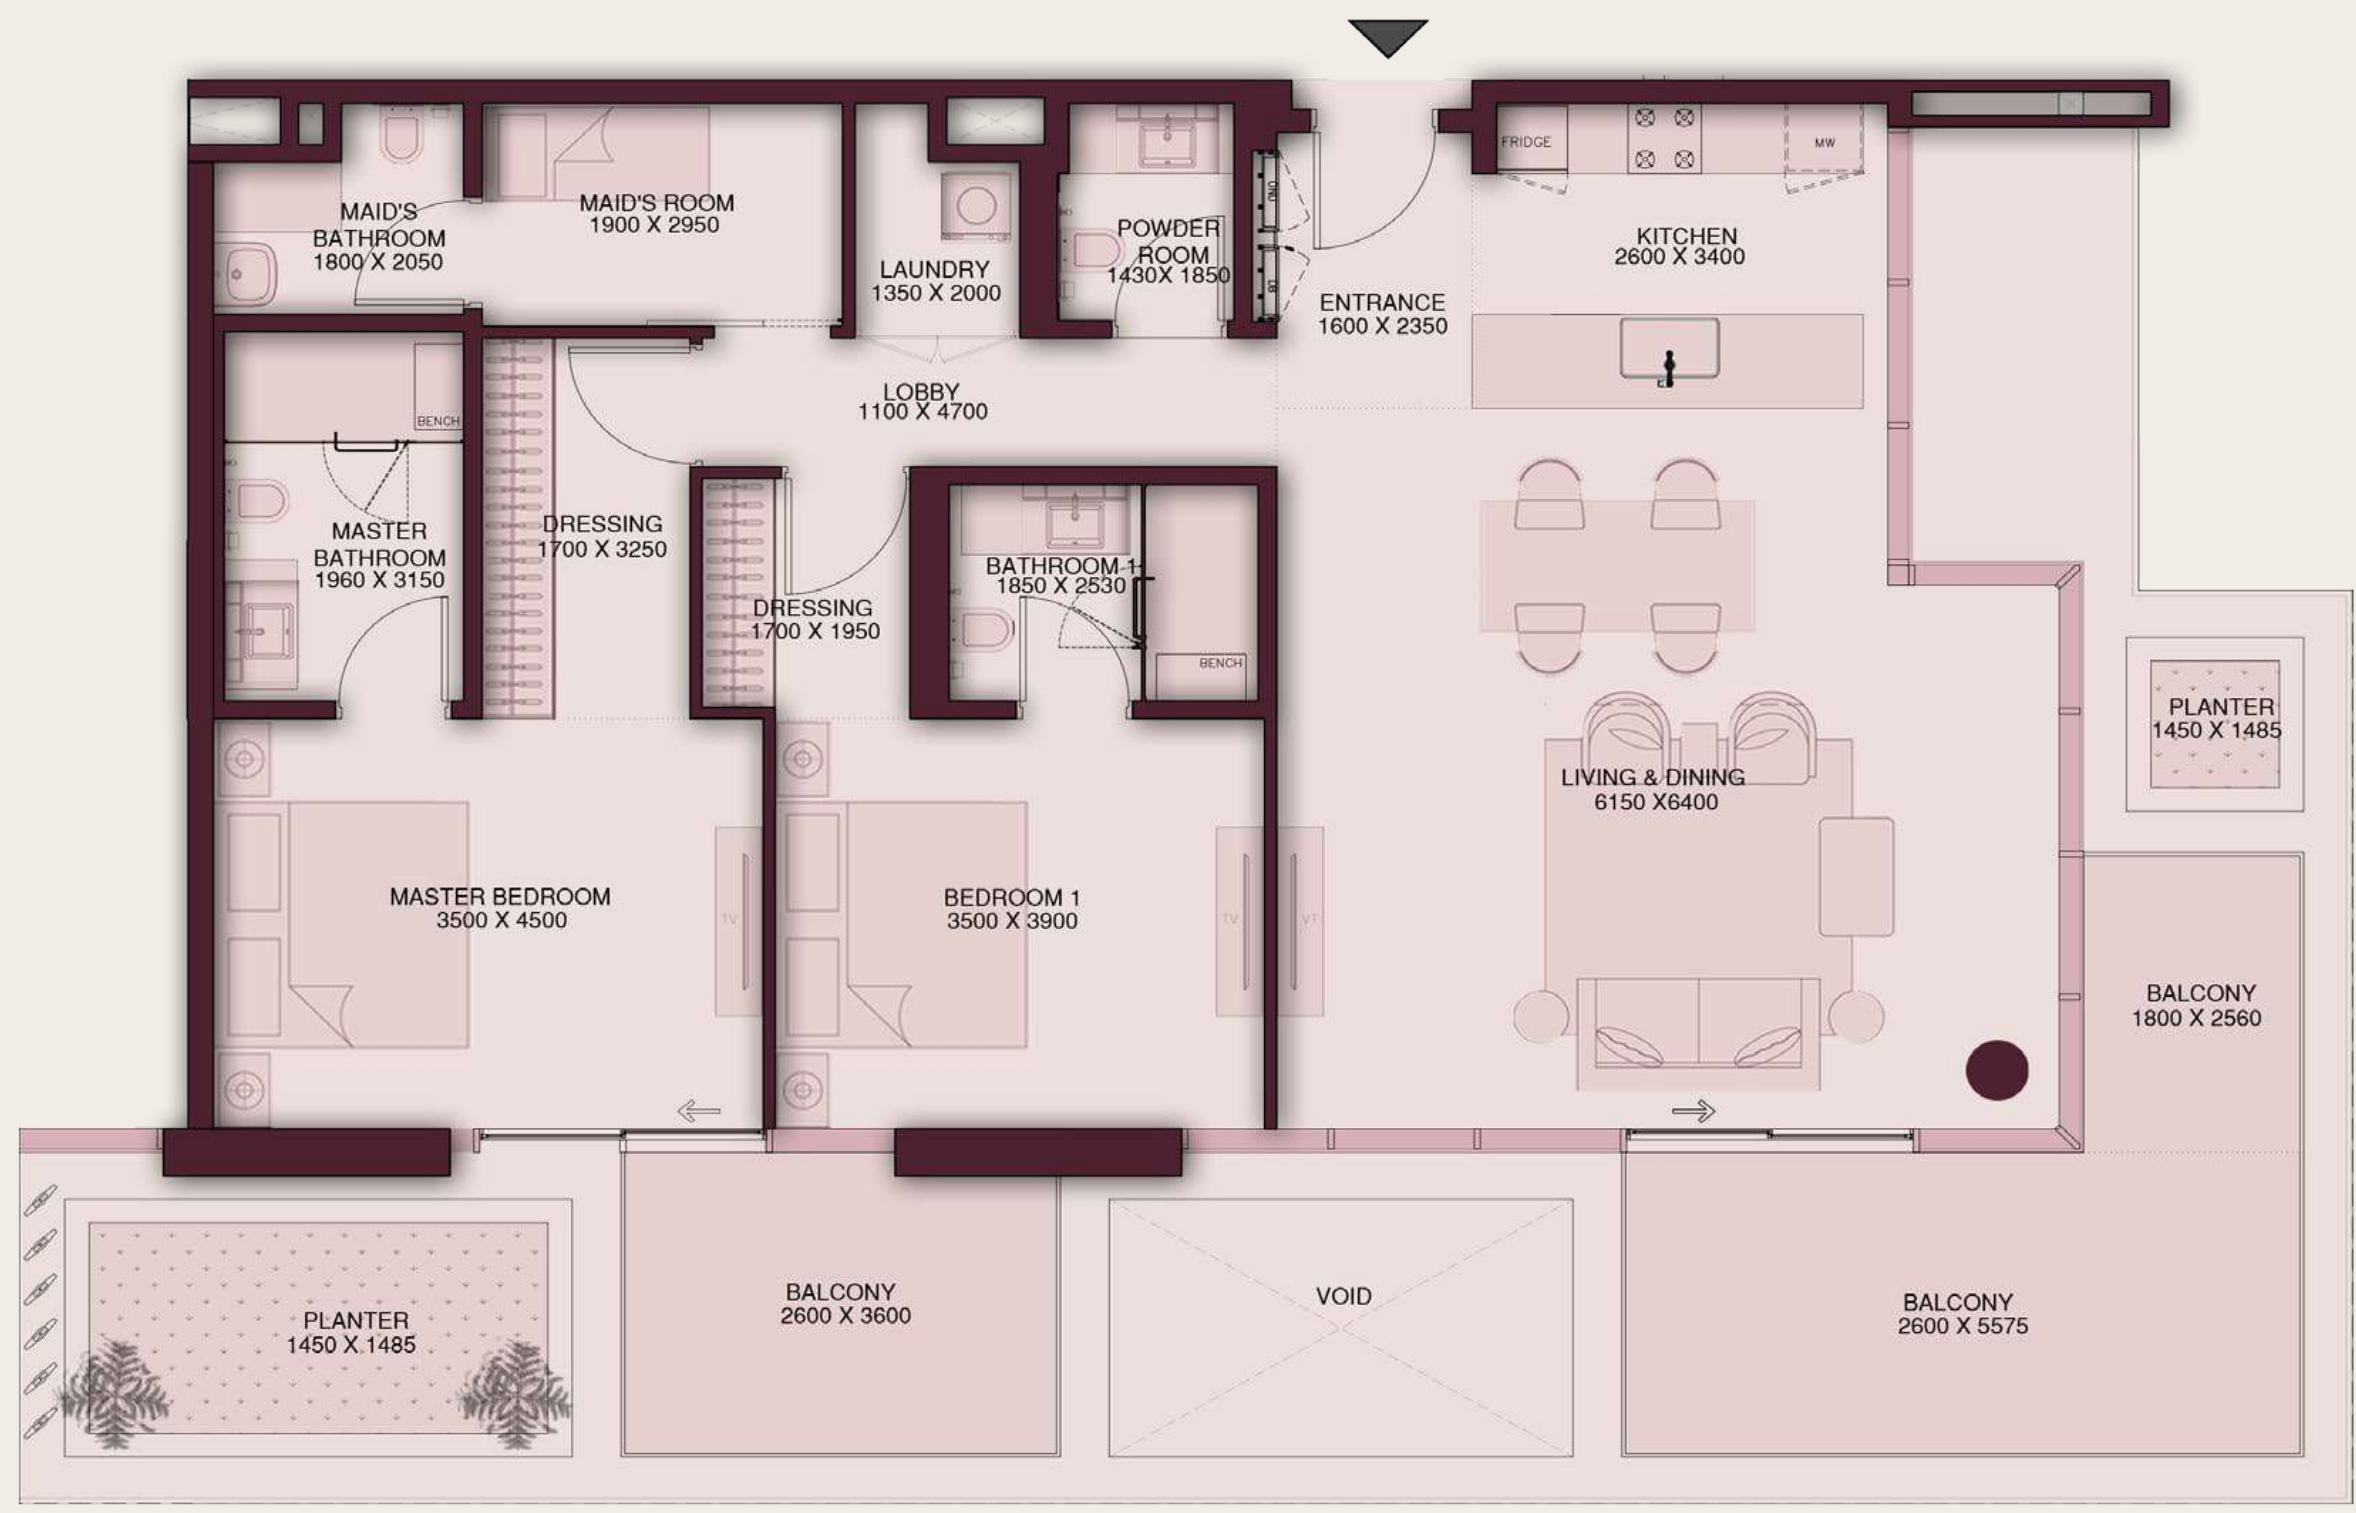 MAID'S
BATHROOM
1800 X 2050
MAID'S ROOM
1900 X 2950
LAUNDRY
1350 X 2000
POWDER
ROOM
1430X 1850
ONU
DB
ENTRANCE
1600 X 2350
FRIDGE
MW
KITCHEN
2600 X 3400
LOBBY
1100 X 4700
BENCH
MASTER
BATHROOM
1960 X 3150
DRESSING
1700 X 3250
DRESSING
1700 X 1950
BATHROOM 1
1850 X 2530
BENCH
PLANTER
1450 X 1485
LIVING & DINING
6150 X6400
MASTER BEDROOM
3500 X 4500
TV
BEDROOM 1
3500 X 3900
TV
TV
BALCONY
1800 X 2560
PLANTER
1450 X 1485
BALCONY
2600 X 3600
VOID
BALCONY
2600 X 5575